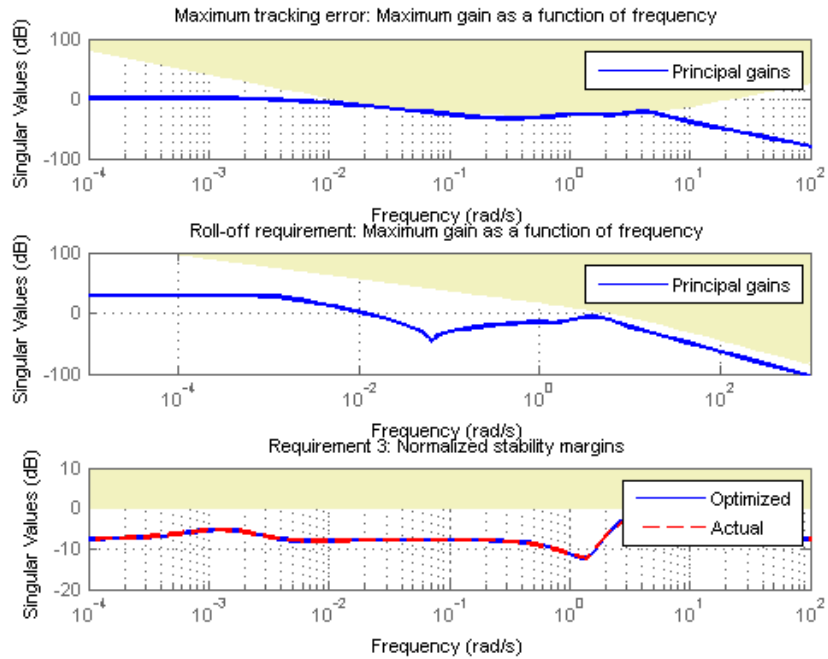 Maximum tracking error: Maximum gain as a function of frequency
Singular Values (dB)
100
0
-100
Principal gains
10^-4
10^-3
10^-2
10^-1
10^0
10^1
10^2
Frequency (rad/s)
Roll-off requirement: Maximum gain as a function of frequency
Singular Values (dB)
100
0
-100
Principal gains
10^-4
10^-2
10^0
10^2
Frequency (rad/s)
Requirement 3: Normalized stability margins
Singular Values (dB)
10
0
-10
-20
Optimized
Actual
10^-4
10^-3
10^-2
10^-1
10^0
10^1
10^2
Frequency (rad/s)